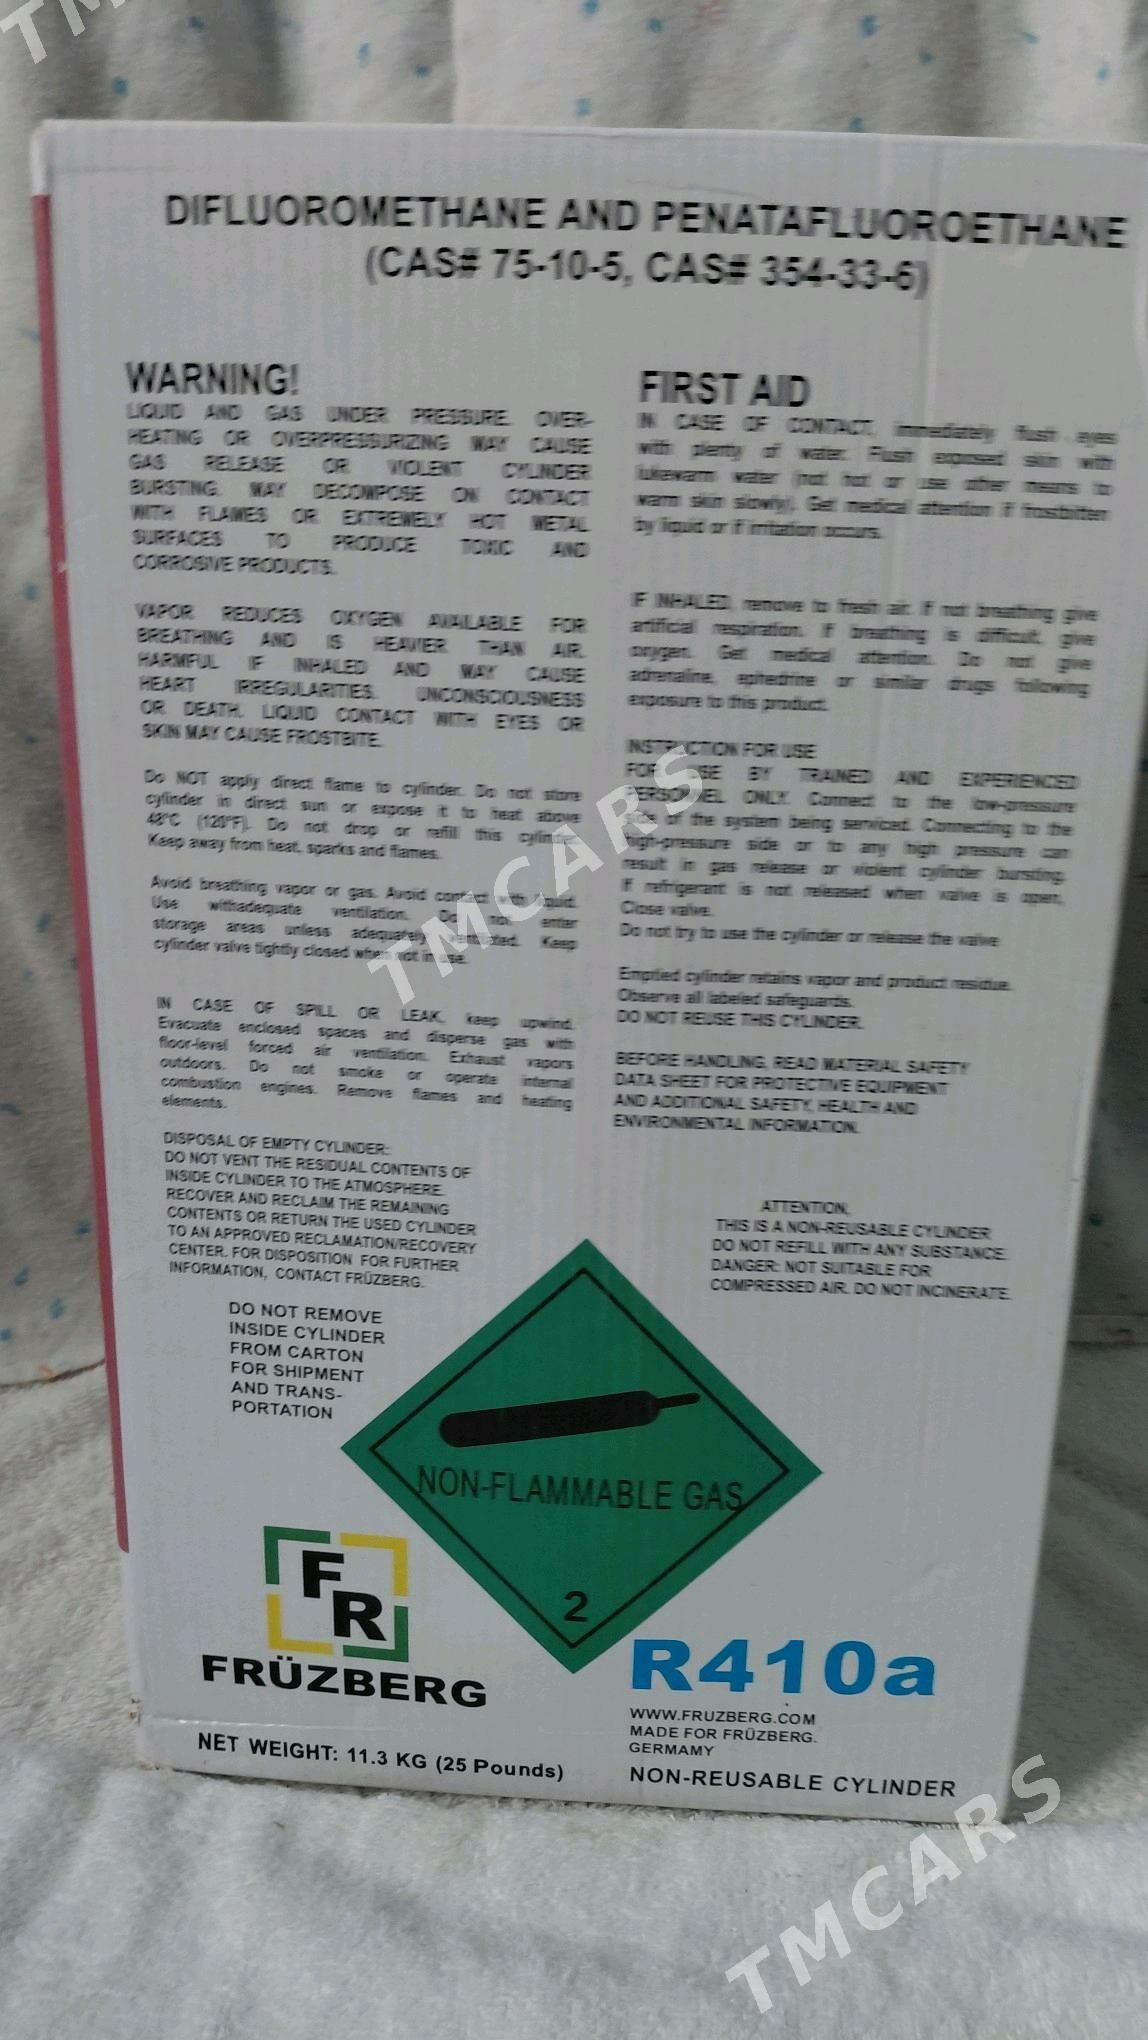 DIFLUOROMETHANE AND PENATAFLUOROETHANE
(CAS# 75-10-5, CAS# 354-33-6)
WARNING!
LIQUID AND GAS UNDER PRESSURE. OVER-
HEATING OR OVERPRESSURIZING MAY CAUSE
GAS RELEASE OR VIOLENT CYLINDER
BURSTING. MAY DECOMPOSE ON CONTACT
WITH FLAMES OR EXTREMELY HOT METAL
SURFACES TO PRODUCE TOXIC AND
CORROSIVE PRODUCTS.
VAPOR REDUCES OXYGEN AVAILABLE FOR
BREATHING AND IS HEAVIER THAN AIR.
HARMFUL IF INHALED AND MAY CAUSE
HEART IRREGULARITIES. UNCONSCIOUSNESS
OR DEATH. LIQUID CONTACT WITH EYES OR
SKIN MAY CAUSE FROSTBITE.
Do NOT apply direct flame to cylinder. Do not store
cylinder in direct sun or expose it to heat above
48°C (120°F). Do not drop or refill this cylinder.
Keep away from heat, sparks and flames.
Avoid breathing vapor or gas. Avoid contact with liquid.
Use withadequate ventilation. Do not enter
storage areas unless adequately ventilated. Keep
cylinder valve tightly closed when not in use.
IN CASE OF SPILL OR LEAK, keep upwind.
Evacuate enclosed spaces and disperse gas with
floor-level forced air ventilation. Exhaust vapors
outdoors. Do not smoke or operate internal
combustion engines. Remove flames and heating
elements.
DISPOSAL OF EMPTY CYLINDER:
DO NOT VENT THE RESIDUAL CONTENTS OF
INSIDE CYLINDER TO THE ATMOSPHERE.
RECOVER AND RECLAIM THE REMAINING
CONTENTS OR RETURN THE USED CYLINDER
TO AN APPROVED RECLAMATION/RECOVERY
CENTER. FOR DISPOSITION FOR FURTHER
INFORMATION, CONTACT FRÜZBERG.
DO NOT REMOVE
INSIDE CYLINDER
FROM CARTON
FOR SHIPMENT
AND TRANS-
PORTATION
FIRST AID
IN CASE OF CONTACT, immediately flush eyes
with plenty of water. Flush exposed skin with
lukewarm water (not hot or use other means to
warm skin slowly). Get medical attention if frostbitten
by liquid or if irritation occurs.
IF INHALED, remove to fresh air. If not breathing give
artificial respiration. If breathing is difficult, give
oxygen. Get medical attention. Do not give
adrenaline, ephedrine or similar drugs following
exposure to this product.
INSTRUCTION FOR USE
FOR USE BY TRAINED AND EXPERIENCED
PERSONNEL ONLY. Connect to the low-pressure
side of the system being serviced. Connecting to the
high-pressure side or to any high pressure can
result in gas release or violent cylinder bursting.
If refrigerant is not released when valve is open,
Close valve.
Do not try to use the cylinder or release the valve
Emptied cylinder retains vapor and product residue.
Observe all labeled safeguards.
DO NOT REUSE THIS CYLINDER.
BEFORE HANDLING, READ MATERIAL SAFETY
DATA SHEET FOR PROTECTIVE EQUIPMENT
AND ADDITIONAL SAFETY, HEALTH AND
ENVIRONMENTAL INFORMATION.
ATTENTION,
THIS IS A NON-REUSABLE CYLINDER
DO NOT REFILL WITH ANY SUBSTANCE.
DANGER: NOT SUITABLE FOR
COMPRESSED AIR. DO NOT INCINERATE.
NON-FLAMMABLE GAS
2
FR
FRÜZBERG
NET WEIGHT: 11.3 KG (25 Pounds)
R410a
WWW.FRUZBERG.COM
MADE FOR FRÜZBERG.
GERMAMY
NON-REUSABLE CYLINDER
TMCARS
TMCARS